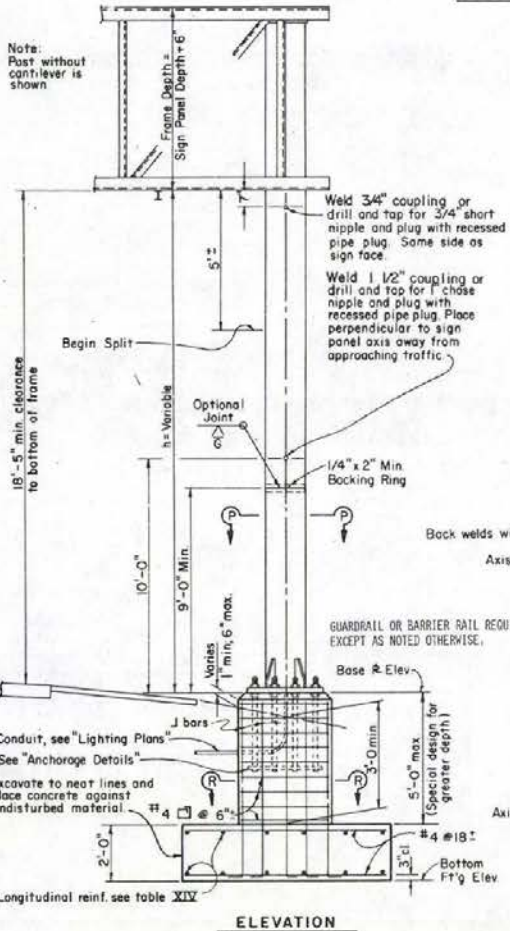 Note:
Post without
cantilever is
shown
Frame Depth =
Sign Panel Depth + 6"
7"
Weld 3/4" coupling or
drill and tap for 3/4" short
nipple and plug with recessed
pipe plug. Same side as
sign face.
5'±
Weld 1 1/2" coupling or
drill and tap for 1 chase
nipple and plug with
recessed pipe plug. Place
perpendicular to sign
panel axis away from
approaching traffic
Begin Split
18'-5" min. clearance
to bottom of frame
h = Variable
Optional
Joint
G
1/4" x 2" Min.
Backing Ring
P
P
10'-0"
9'-0" Min.
Back welds w
Axis
GUARDRAIL OR BARRIER RAIL REQU
EXCEPT AS NOTED OTHERWISE.
Varies
1" min, 6" max.
Base PL Elev
J bars
Conduit, see "Lighting Plans"
See "Anchorage Details"
3'-0 min
5'-0" max
(Special design for
greater depth)
xcavate to neat lines and
lace concrete against
ndisturbed material
R
R
#4 @ 6"±
Axi
2'-0"
#4 @18±
3" cl.
Bottom
Ft'g Elev.
Longitudinal reinf. see table XIV
ELEVATION